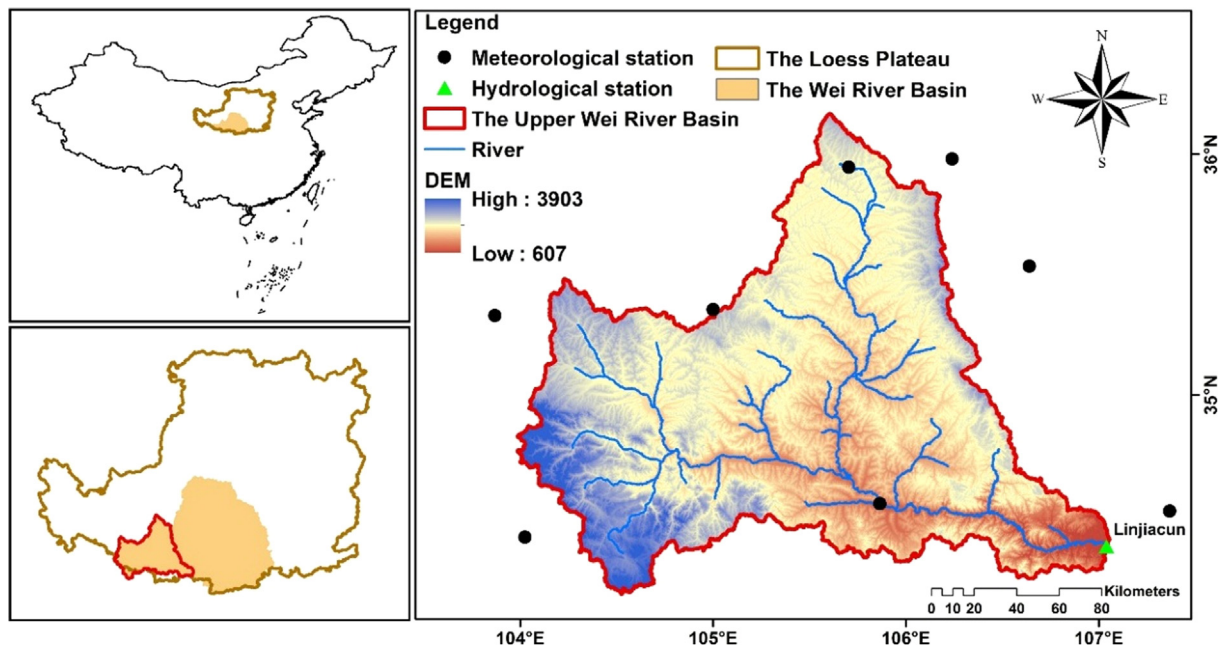 Legend
Meteorological station
Hydrological station
The Upper Wei River Basin
River
DEM
High : 3903
Low : 607
The Loess Plateau
The Wei River Basin
N
W E
S
36°N
35°N
Linjiacun
Kilometers
0 10 20 40 60 80
104°E 105°E 106°E 107°E